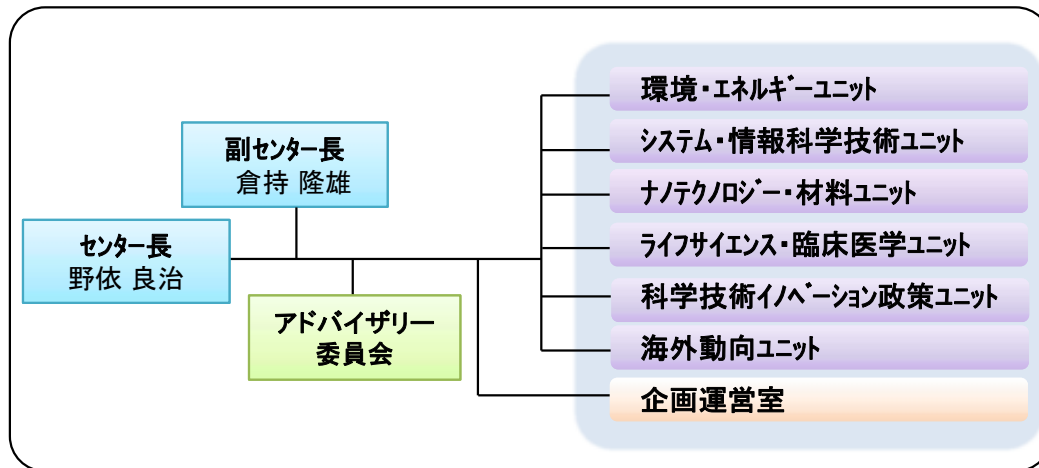 副センター長
倉持 隆雄
センター長
野依 良治
アドバイザリー
委員会
環境・エネルギーユニット
システム・情報科学技術ユニット
ナノテクノロジー・材料ユニット
ライフサイエンス・臨床医学ユニット
科学技術イノベーション政策ユニット
海外動向ユニット
企画運営室